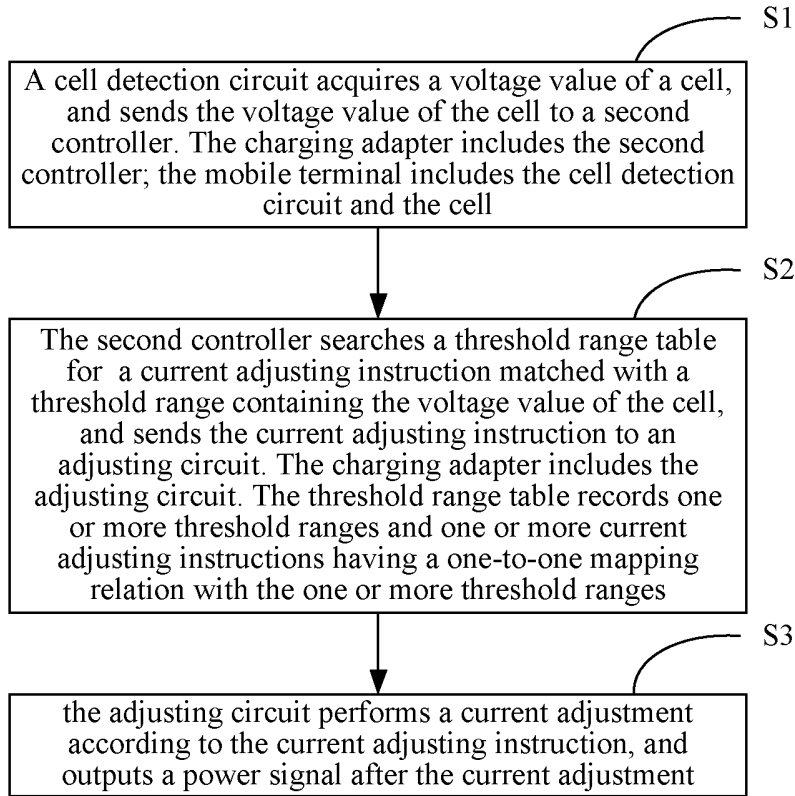 S1
A cell detection circuit acquires a voltage value of a cell,
and sends the voltage value of the cell to a second
controller. The charging adapter includes the second
controller; the mobile terminal includes the cell detection
circuit and the cell
S2
The second controller searches a threshold range table
for a current adjusting instruction matched with a
threshold range containing the voltage value of the cell,
and sends the current adjusting instruction to an
adjusting circuit. The charging adapter includes the
adjusting circuit. The threshold range table records one
or more threshold ranges and one or more current
adjusting instructions having a one-to-one mapping
relation with the one or more threshold ranges
S3
the adjusting circuit performs a current adjustment
according to the current adjusting instruction, and
outputs a power signal after the current adjustment